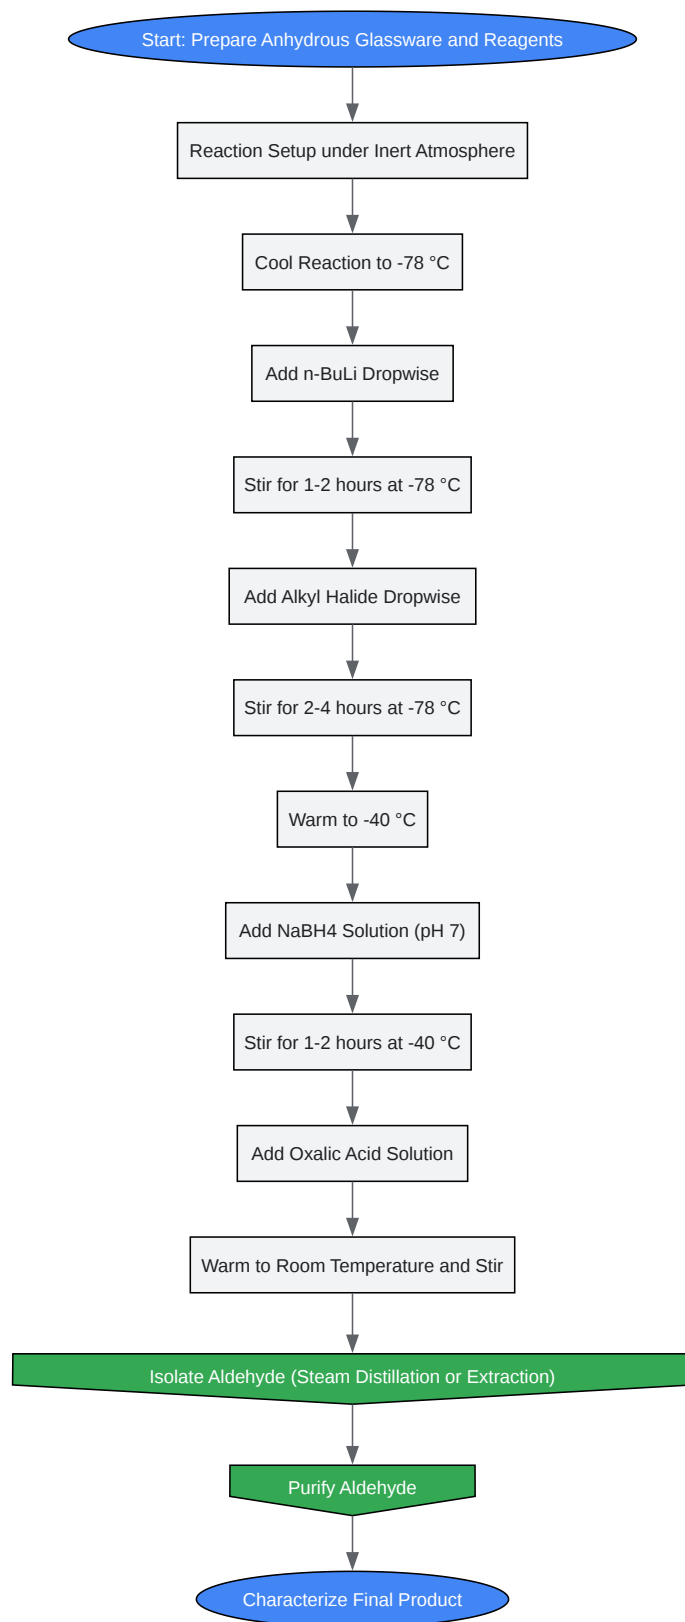 Start: Prepare Anhydrous Glassware and Reagents
Reaction Setup under Inert Atmosphere
Cool Reaction to -78 °C
Add n-BuLi Dropwise
Stir for 1-2 hours at -78 °C
Add Alkyl Halide Dropwise
Stir for 2-4 hours at -78 °C
Warm to -40 °C
Add NaBH4 Solution (pH 7)
Stir for 1-2 hours at -40 °C
Add Oxalic Acid Solution
Warm to Room Temperature and Stir
Isolate Aldehyde (Steam Distillation or Extraction)
Purify Aldehyde
Characterize Final Product